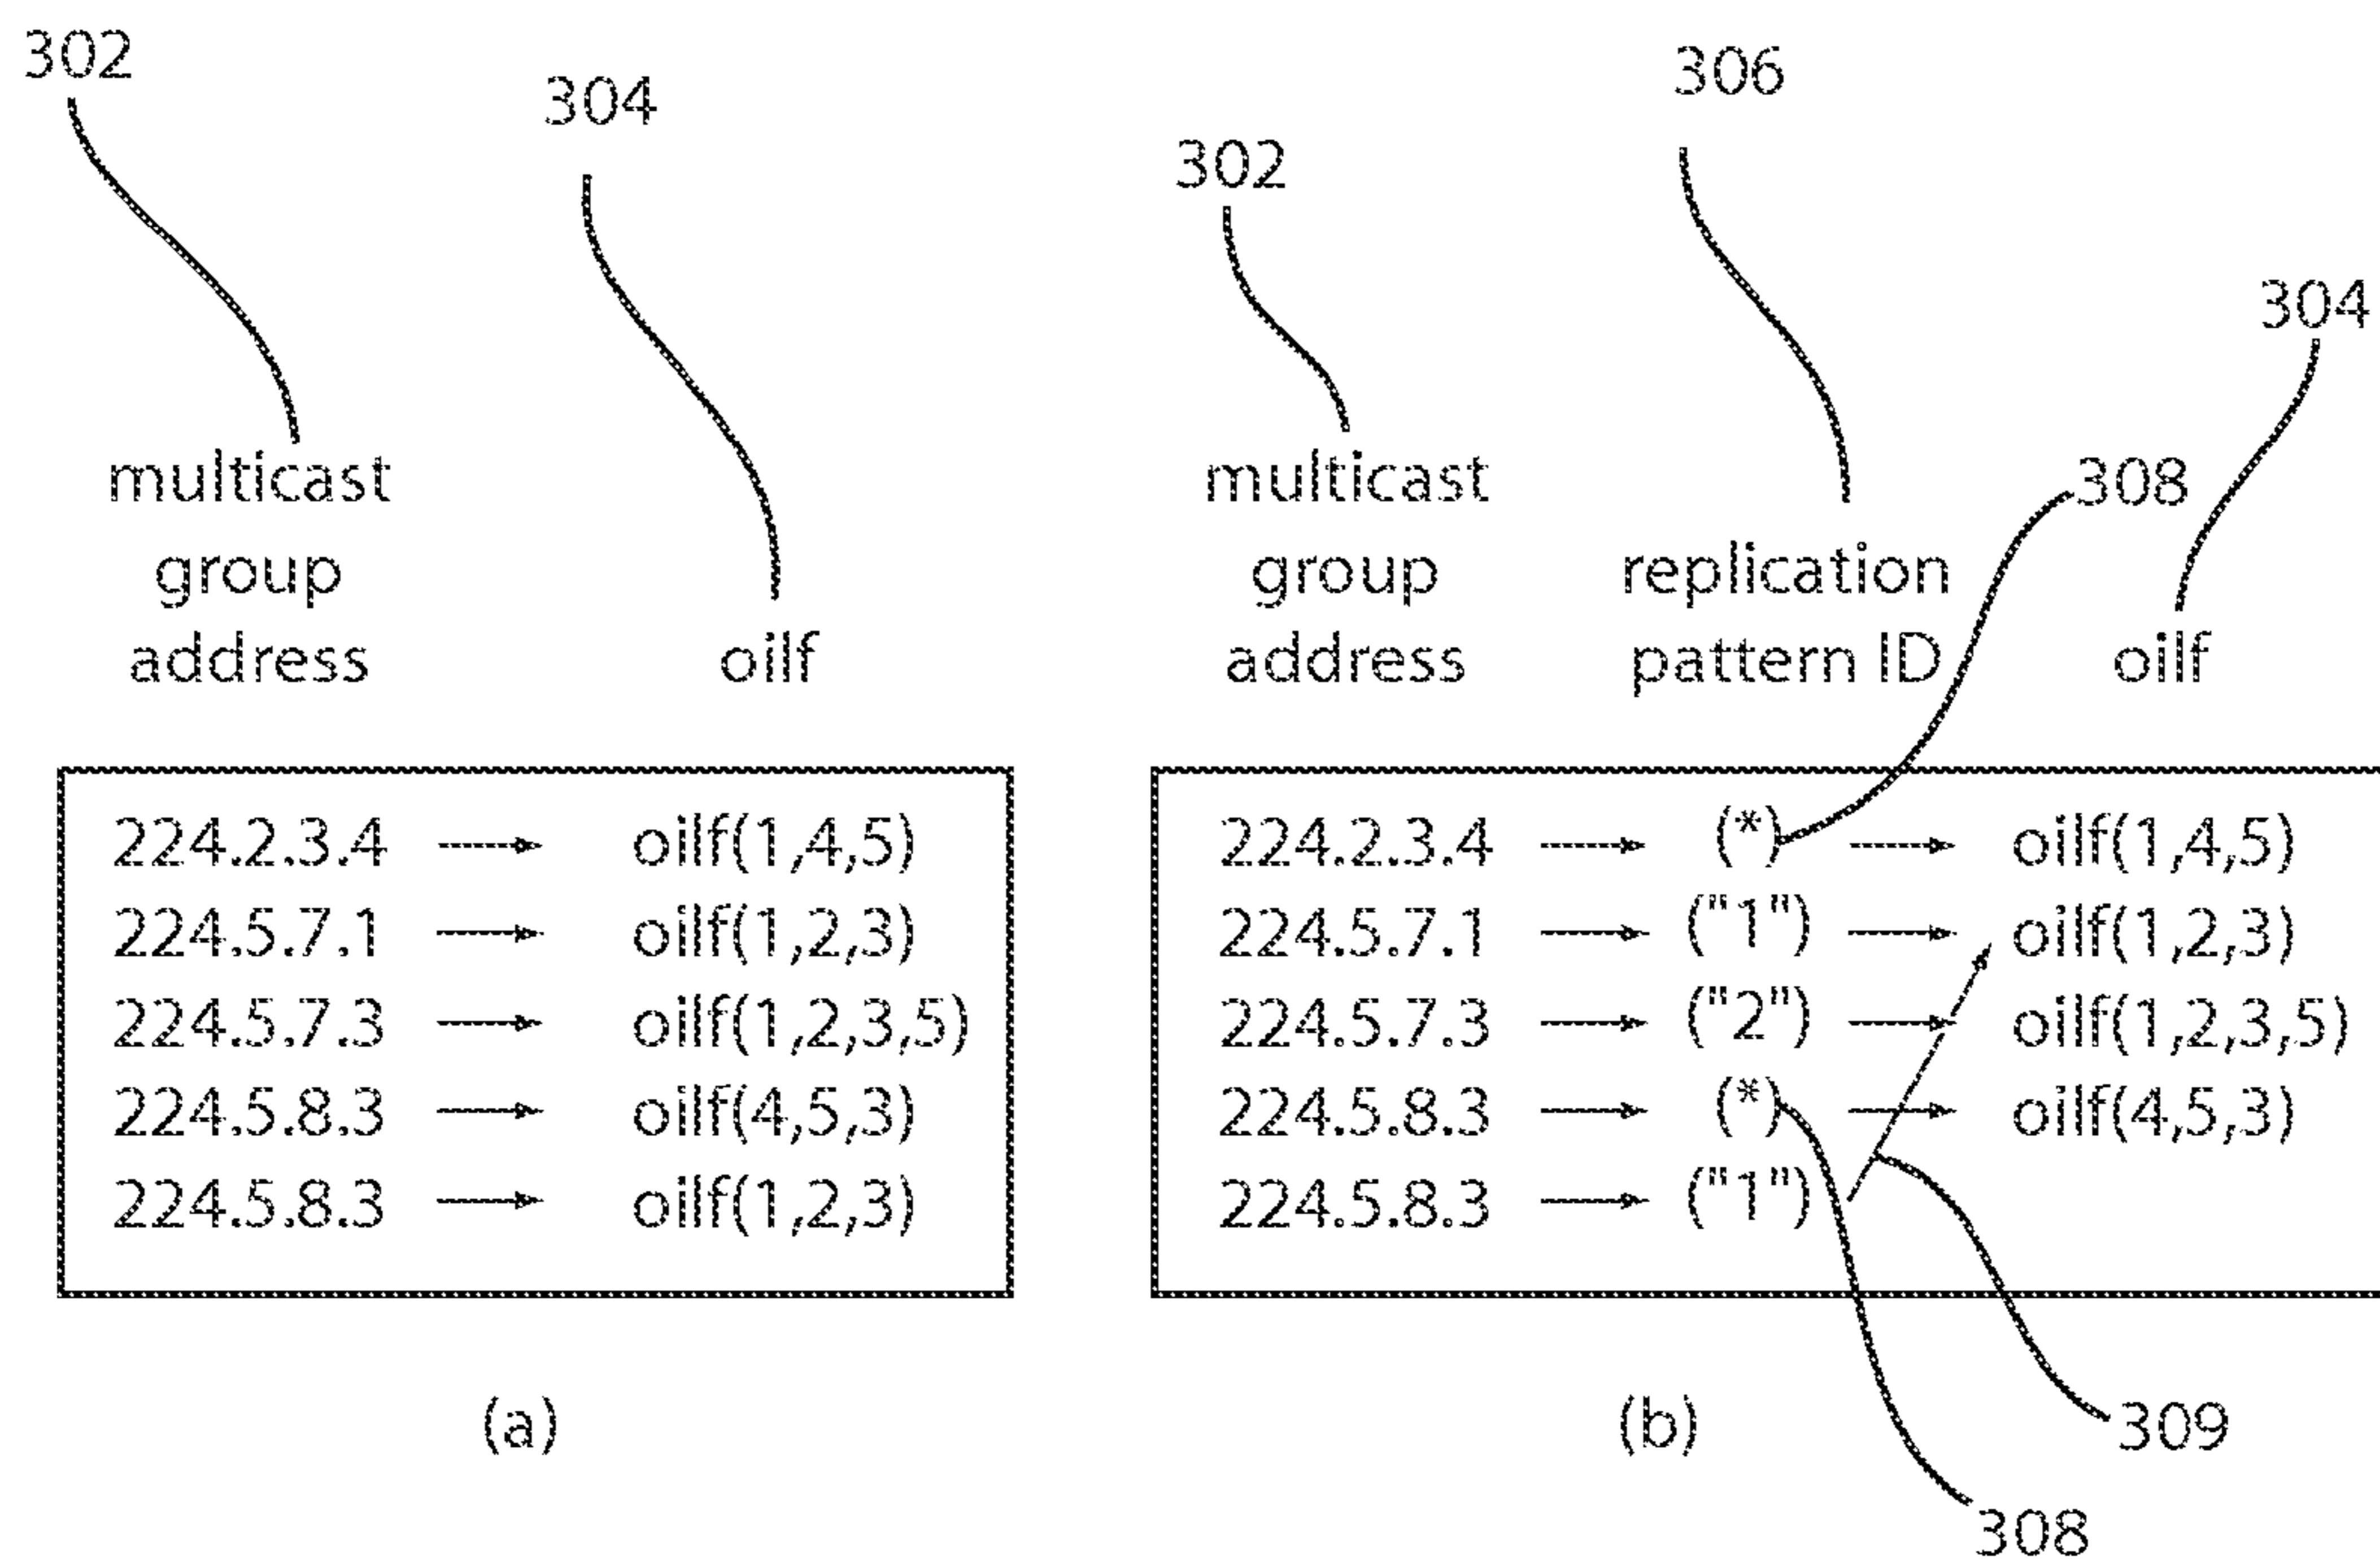 302
304
multicast
group
address
oilf
224.2.3.4 oilf(1,4,5)
224.5.7.1 oilf(1,2,3)
224.5.7.3 oilf(1,2,3,5)
224.5.8.3 oilf(4,5,3)
224.5.8.3 oilf(1,2,3)
(a)
306
302
304
308
multicast
group
address
replication
pattern ID
oilf
224.2.3.4 (*) oilf(1,4,5)
224.5.7.1 ("1") oilf(1,2,3)
224.5.7.3 ("2") oilf(1,2,3,5)
224.5.8.3 (*) oilf(4,5,3)
224.5.8.3 ("1")
(b)
309
308